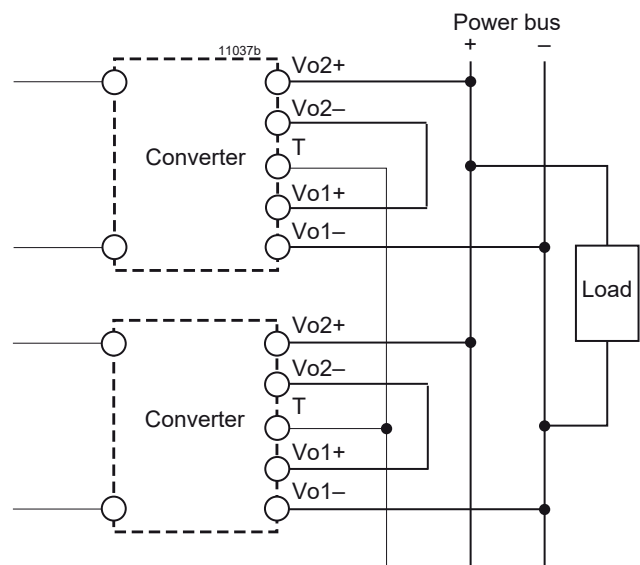 Power bus
+ –
11037b
Vo2+
Vo2–
Converter
T
Vo1+
Vo1–
Load
Vo2+
Vo2–
Converter
T
Vo1+
Vo1–